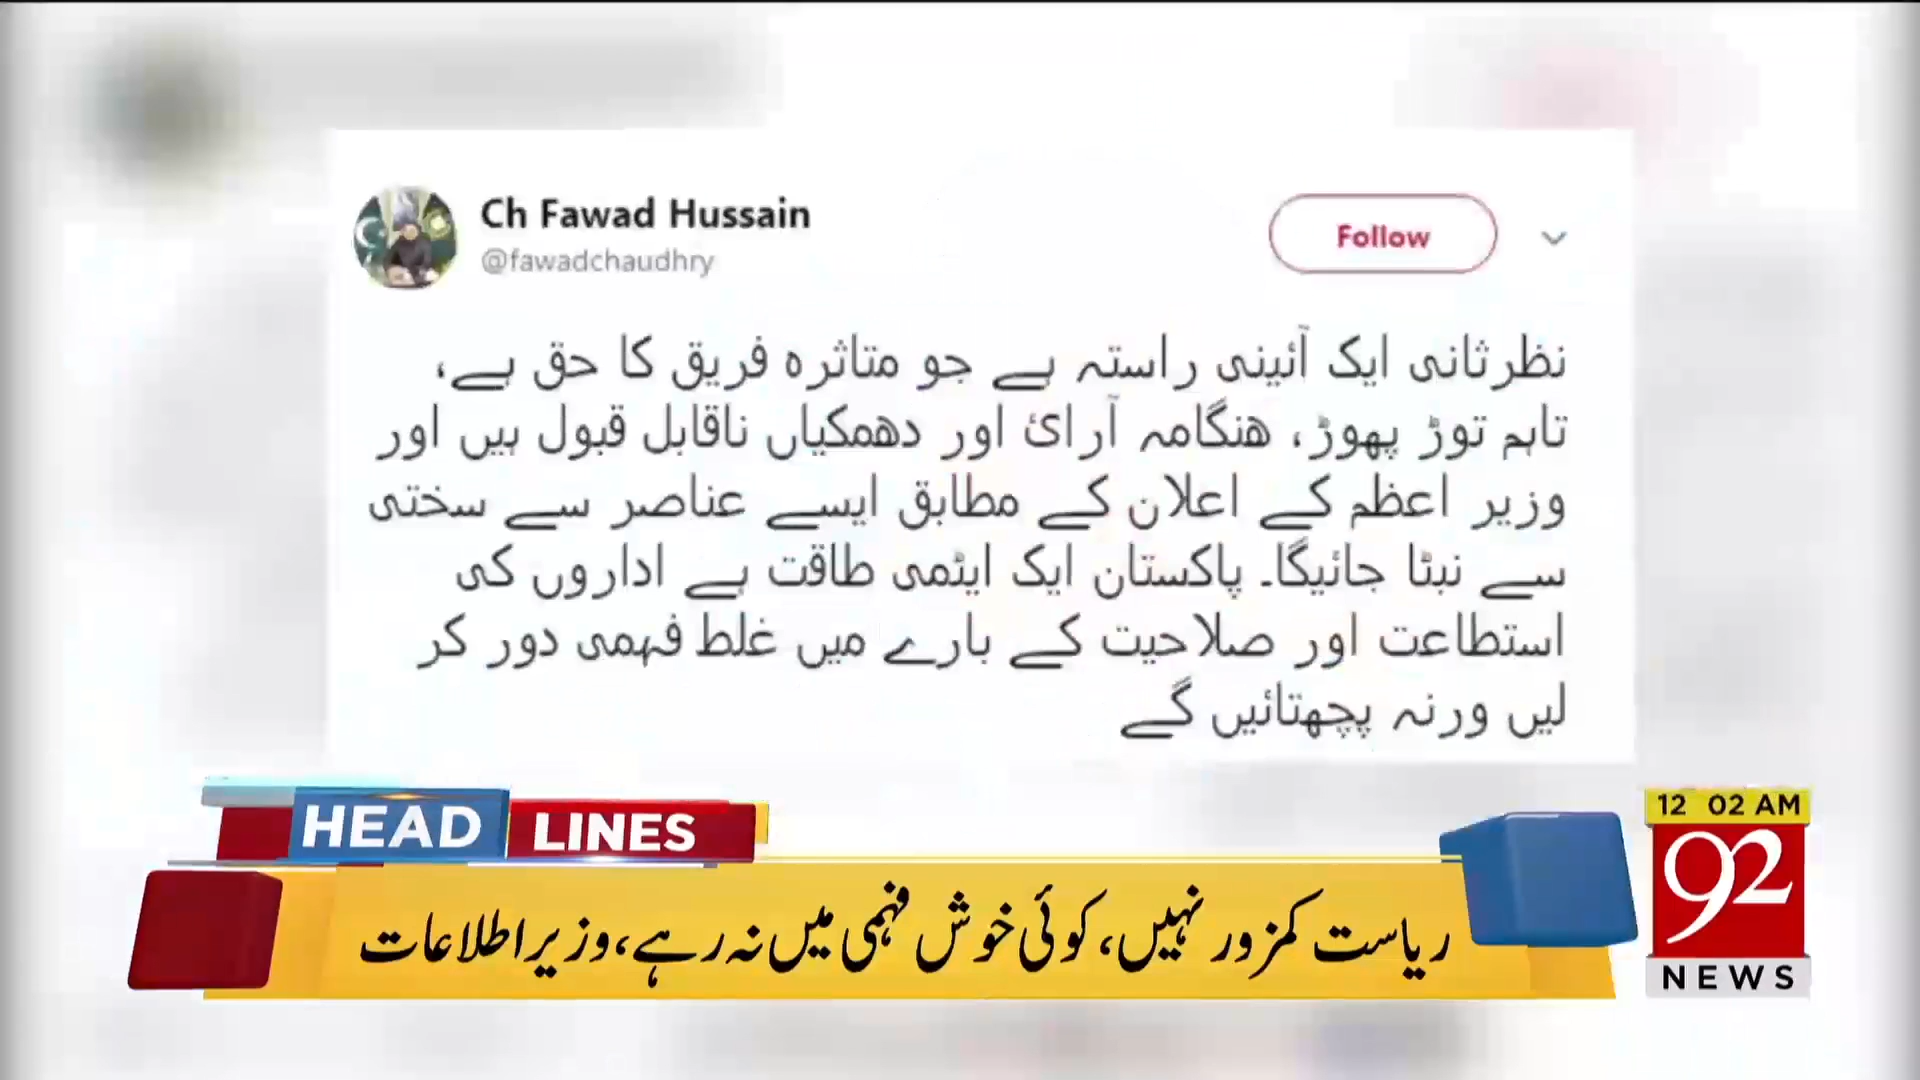 Ch Fawad Hussain
@fawadchaudhry
Follow
نظرثانی ایک آئینی راستہ ہے جو متاثرہ فریق کا حق ہے،
تاہم توڑ پھوڑ، ھنگامہ آرائ اور دھمکیاں ناقابل قبول ہیں اور
وزیر اعظم کے اعلان کے مطابق ایسے عناصر سے سختی
سے نبٹا جائیگا۔ پاکستان ایک ایٹمی طاقت ہے اداروں کی
استطاعت اور صلاحیت کے بارے میں غلط فہمی دور کر
لیں ورنہ پچھتائیں گے
HEAD LINES
ریاست کمزور نہیں، کوئی خوش فہمی میں نہ رہے، وزیر اطلاعات
12 02 AM
92
NEWS